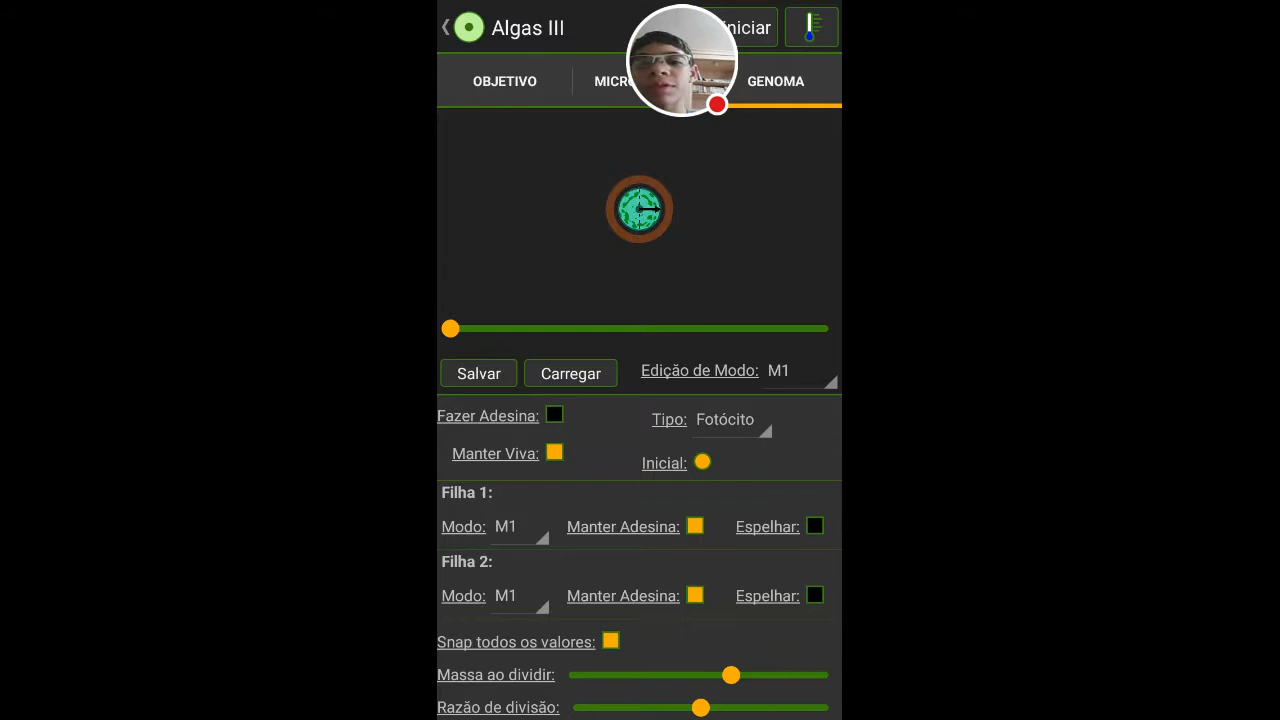 Algas III
OBJETIVO GENOMA
Salvar Carregar Edição de Modo: M1
Fazer Adesina: Tipo: Fotócito
Manter Viva: Inicial:
Filha 1:
Modo: M1 Manter Adesina: Espelhar:
Filha 2:
Modo: M1 Manter Adesina: Espelhar:
Snap todos os valores:
Massa ao dividir:
Razão de divisão: